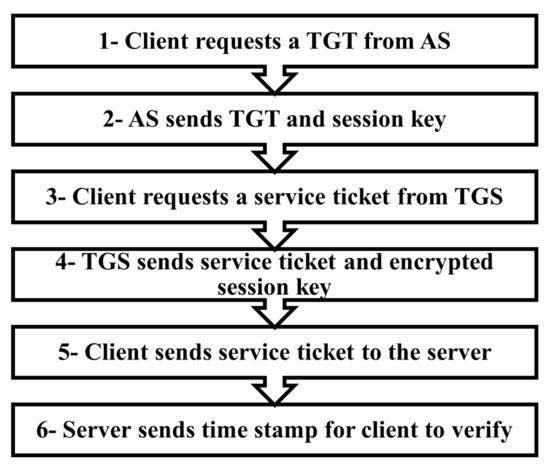 1- Client requests a TGT from AS
2- AS sends TGT and session key
3- Client requests a service ticket from TGS
4- TGS sends service ticket and encrypted
session key
5- Client sends service ticket to the server
6- Server sends time stamp for client to verify